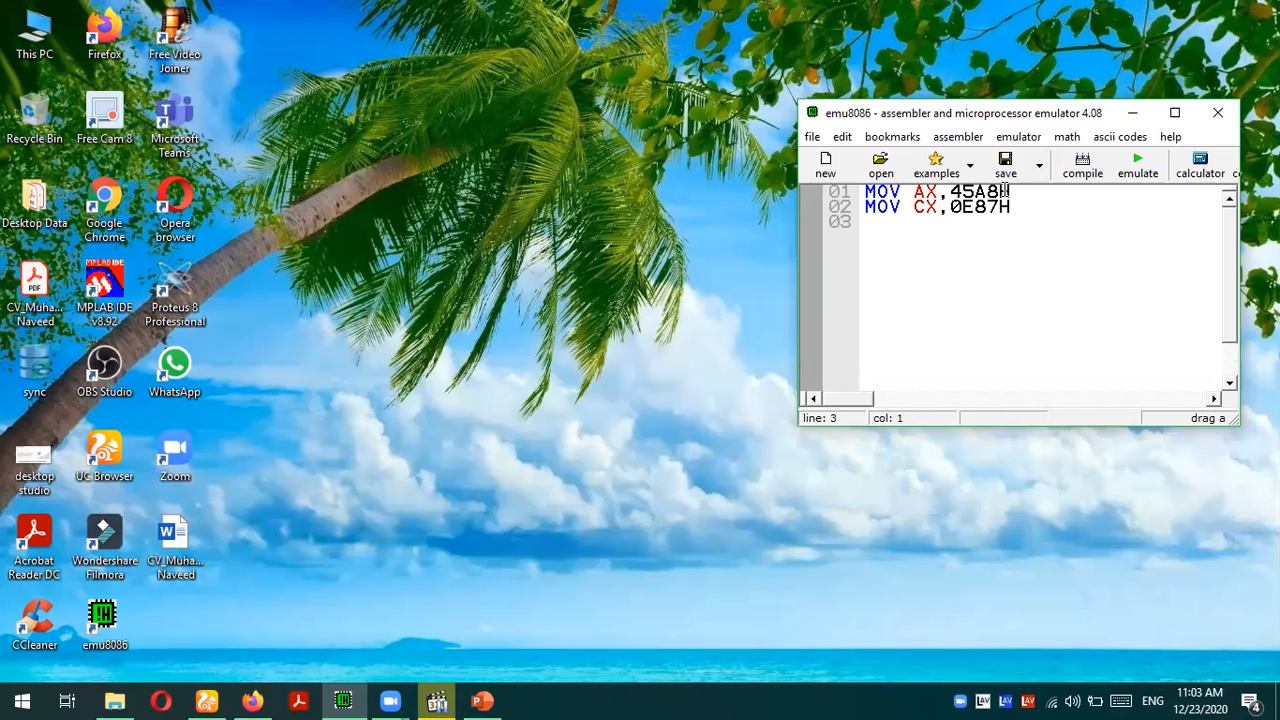 This PC
Firefox
Free Video
Joiner
Recycle Bin
Free Cam 8
Microsoft
Teams
Desktop Data
Google
Chrome
Opera
browser
CV_Muha...
Naveed
MPLAB IDE
v8.92
Proteus 8
Professional
sync
OBS Studio
WhatsApp
desktop
studio
UC Browser
Zoom
Acrobat
Reader DC
Wondershare
Filmora
CV_Muha...
Naveed
CCleaner
emu8086
emu8086 - assembler and microprocessor emulator 4.08
file edit bookmarks assembler emulator math ascii codes help
new open examples save compile emulate calculator
01 MOV AX,45A8H
02 MOV CX,0E87H
03
line: 3 col: 1 drag a
ENG
11:03 AM
12/23/2020
4